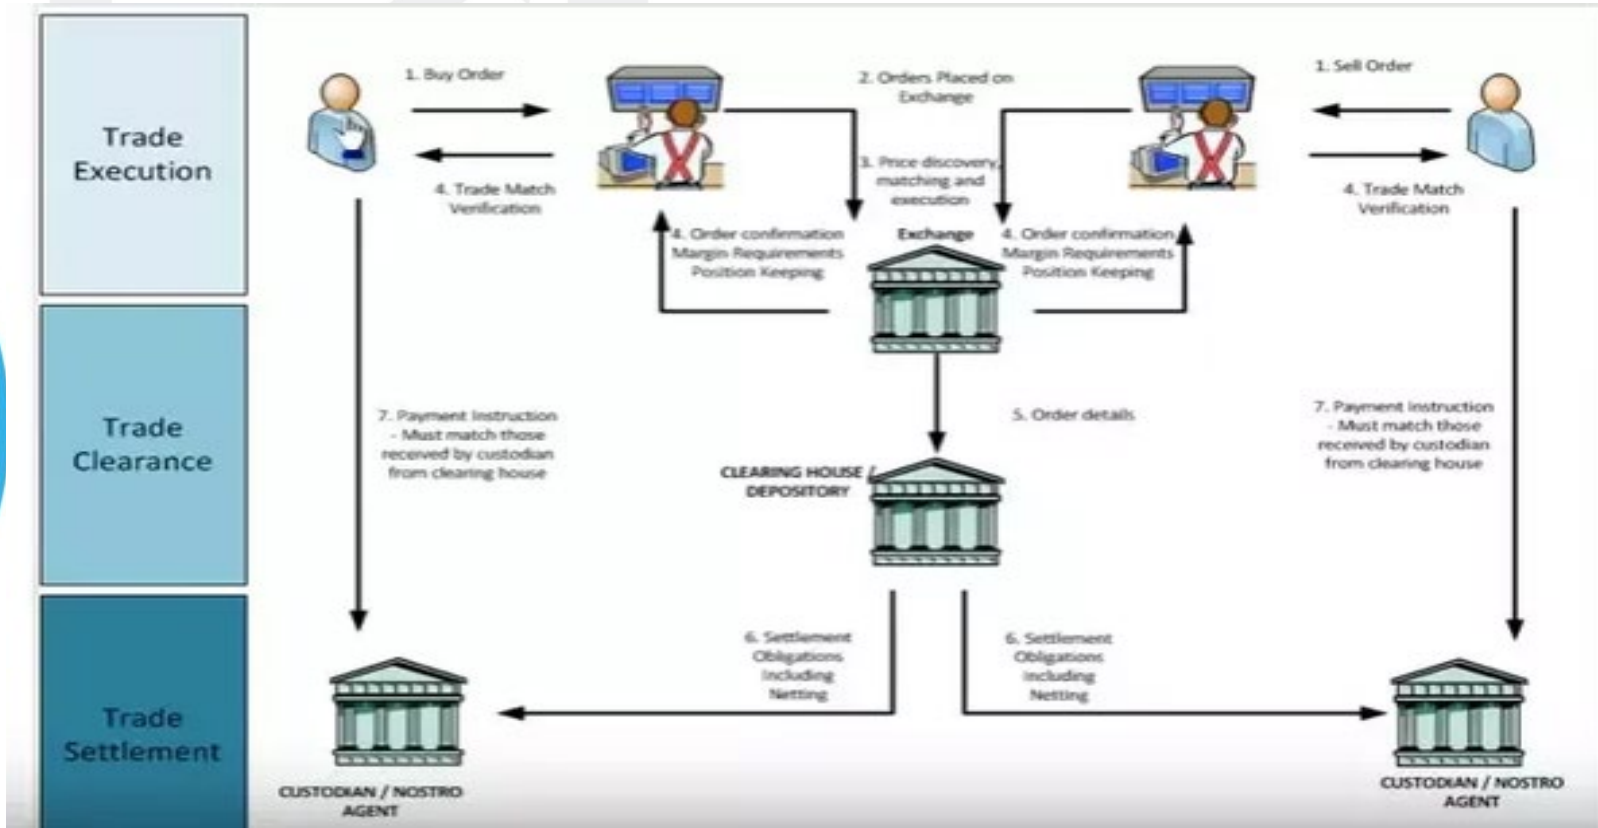 Trade
Execution
1. Buy Order
4. Trade Match
Verification
2. Orders Placed on
Exchange
3. Price discovery,
matching and
execution
1. Sell Order
4. Trade Match
Verification
4. Order confirmation
Margin Requirements
Position Keeping
Exchange
4. Order confirmation
Margin Requirements
Position Keeping
Trade
Clearance
7. Payment Instruction
- Must match those
received by custodian
from clearing house
5. Order details
CLEARING HOUSE /
DEPOSITORY
7. Payment Instruction
- Must match those
received by custodian
from clearing house
Trade
Settlement
6. Settlement
Obligations
Including
Netting
6. Settlement
Obligations
Including
Netting
CUSTODIAN / NOSTRO
AGENT
CUSTODIAN / NOSTRO
AGENT